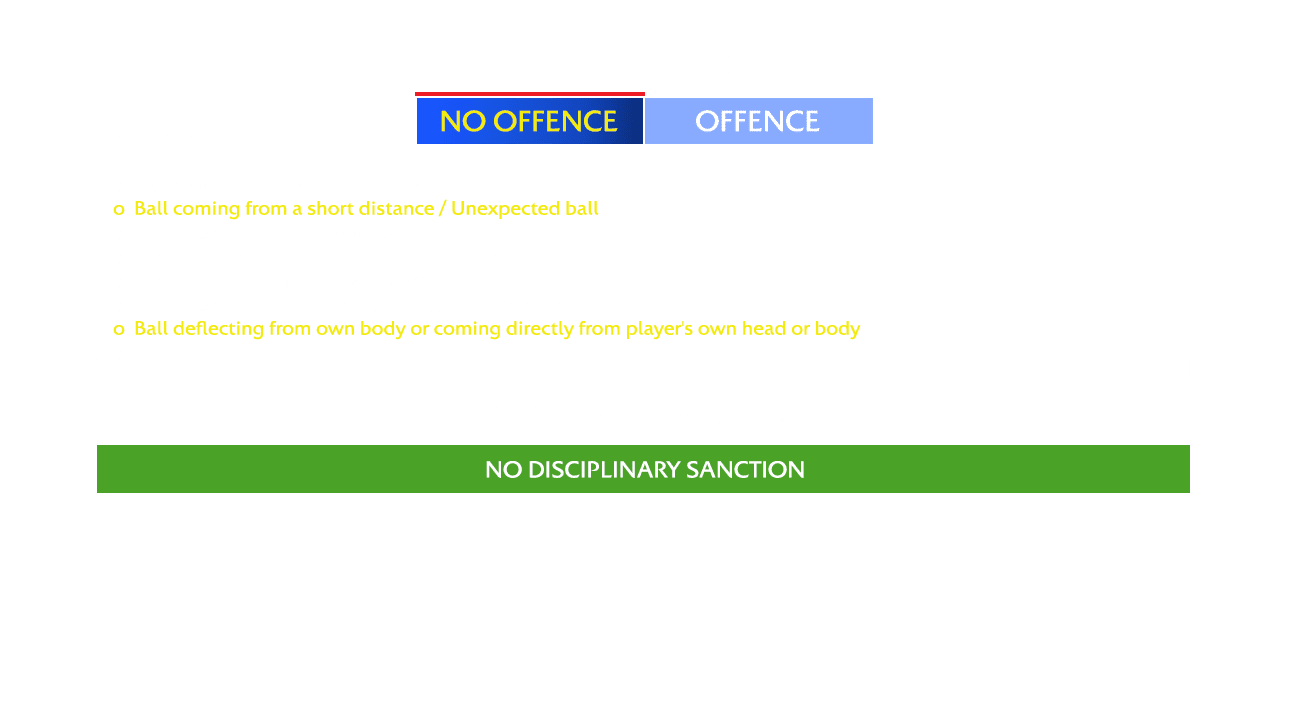 NO OFFENCE OFFENCE
o Ball coming from a short distance / Unexpected ball
o Ball deflecting from own body or coming directly from player's own head or body
NO DISCIPLINARY SANCTION